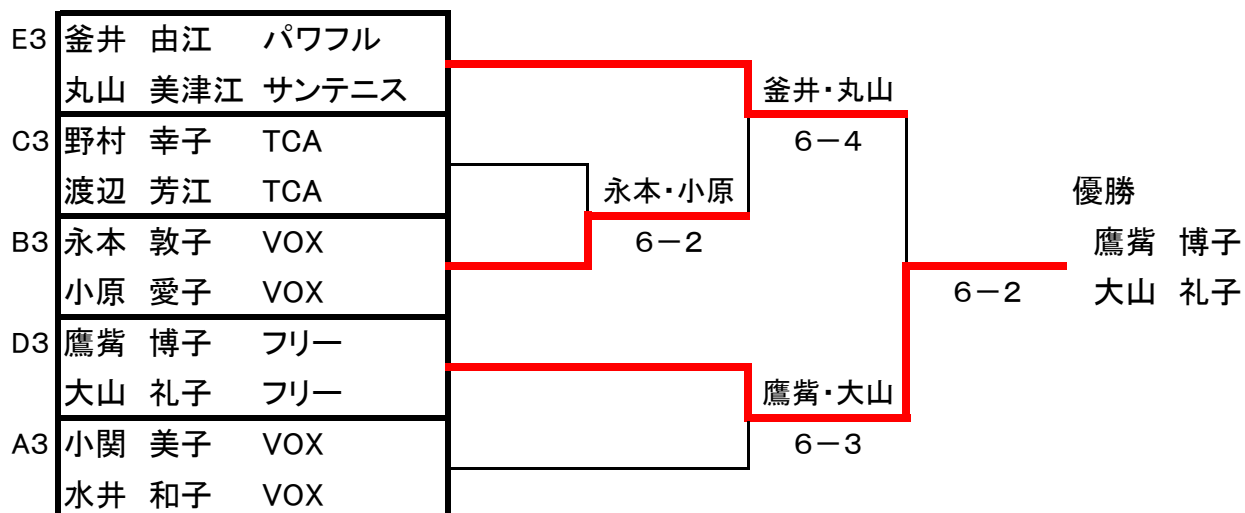 E3 釜井 由江 パワフル
丸山 美津江 サンテニス
釜井・丸山
C3 野村 幸子 TCA
6－4
渡辺 芳江 TCA
永本・小原
優勝
B3 永本 敦子 VOX
6－2
鷹觜 博子
小原 愛子 VOX
6－2
大山 礼子
D3 鷹觜 博子 フリー
大山 礼子 フリー
鷹觜・大山
A3 小関 美子 VOX
6－3
水井 和子 VOX